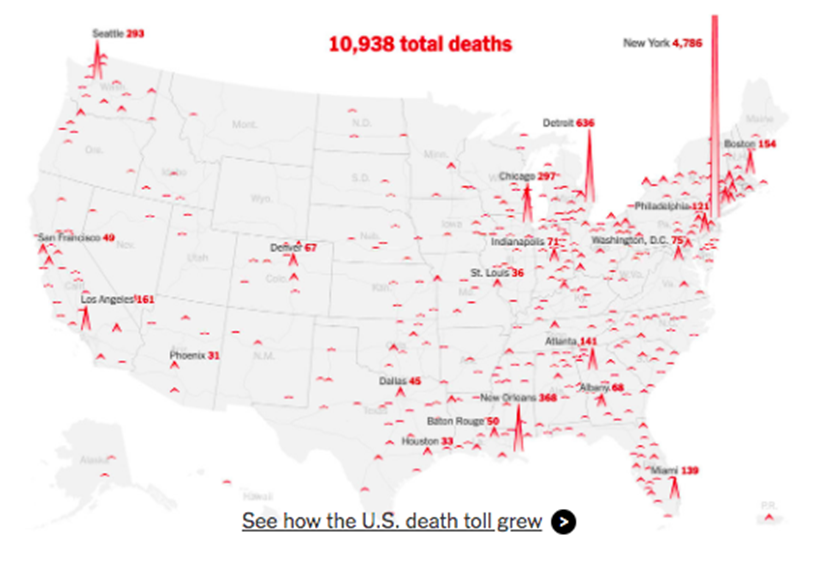 Seattle 293
10,938 total deaths
New York 4,786
Mont.
N.D.
Maine
Detroit 636
Ore.
Minn.
Boston 154
Idaho
S.D.
Chicago 297
Wyo.
Philadelphia 121
San Francisco 49
Nev.
Neb.
Iowa
Indianapolis 71
Washington, D.C. 75
Denver 67
Utah
Colo.
St. Louis 36
W.Va.
Va.
Los Angeles 161
Atlanta 141
Phoenix 31
N.M.
Dallas 45
Albany 68
New Orleans 368
Texas
Baton Rouge 50
Houston 33
Alaska
Miami 139
Hawaii
P.R.
See how the U.S. death toll grew